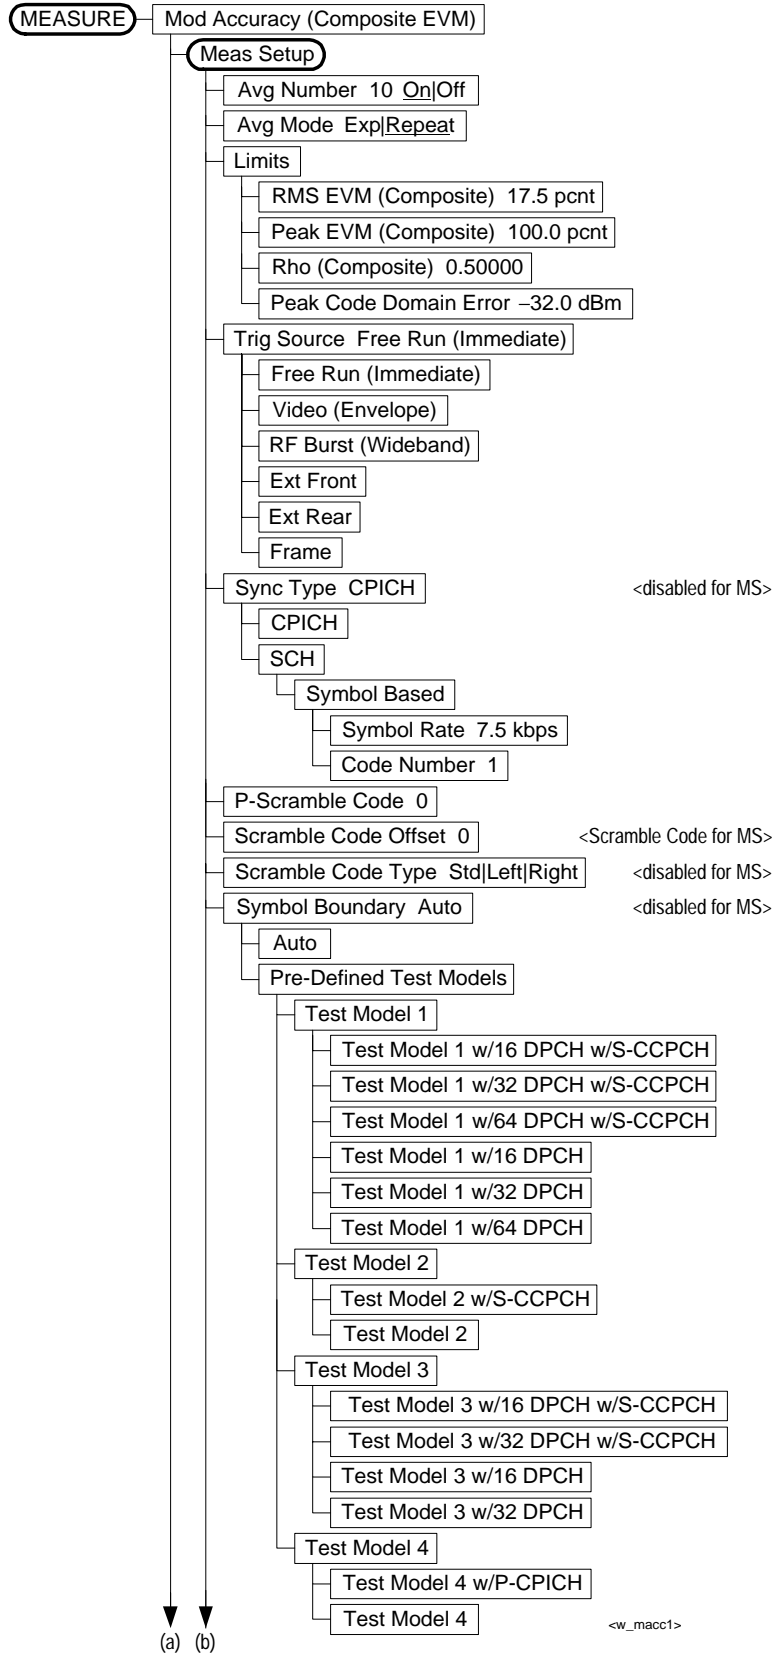 MEASURE Mod Accuracy (Composite EVM)
Meas Setup
Avg Number 10 On|Off
Avg Mode Exp|Repeat
Limits
RMS EVM (Composite) 17.5 pcnt
Peak EVM (Composite) 100.0 pcnt
Rho (Composite) 0.50000
Peak Code Domain Error –32.0 dBm
Trig Source Free Run (Immediate)
Free Run (Immediate)
Video (Envelope)
RF Burst (Wideband)
Ext Front
Ext Rear
Frame
Sync Type CPICH <disabled for MS>
CPICH
SCH
Symbol Based
Symbol Rate 7.5 kbps
Code Number 1
P-Scramble Code 0
Scramble Code Offset 0 <Scramble Code for MS>
Scramble Code Type Std|Left|Right <disabled for MS>
Symbol Boundary Auto <disabled for MS>
Auto
Pre-Defined Test Models
Test Model 1
Test Model 1 w/16 DPCH w/S-CCPCH
Test Model 1 w/32 DPCH w/S-CCPCH
Test Model 1 w/64 DPCH w/S-CCPCH
Test Model 1 w/16 DPCH
Test Model 1 w/32 DPCH
Test Model 1 w/64 DPCH
Test Model 2
Test Model 2 w/S-CCPCH
Test Model 2
Test Model 3
Test Model 3 w/16 DPCH w/S-CCPCH
Test Model 3 w/32 DPCH w/S-CCPCH
Test Model 3 w/16 DPCH
Test Model 3 w/32 DPCH
Test Model 4
Test Model 4 w/P-CPICH
Test Model 4 <w_macc1>
(a) (b)